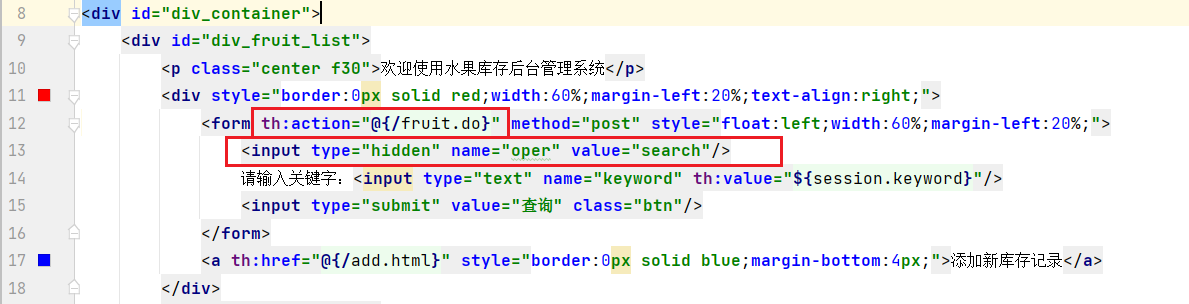 8 <div id="div_container">
9 <div id="div_fruit_list">
10 <p class="center f30">欢迎使用水果库存后台管理系统</p>
11 <div style="border:0px solid red;width:60%;margin-left:20%;text-align:right;">
12 <form th:action="@{/fruit.do}" method="post" style="float:left;width:60%;margin-left:20%;">
13 <input type="hidden" name="oper" value="search"/>
14 请输入关键字：<input type="text" name="keyword" th:value="${session.keyword}"/>
15 <input type="submit" value="查询" class="btn"/>
16 </form>
17 <a th:href="@{/add.html}" style="border:0px solid blue;margin-bottom:4px;">添加新库存记录</a>
18 </div>